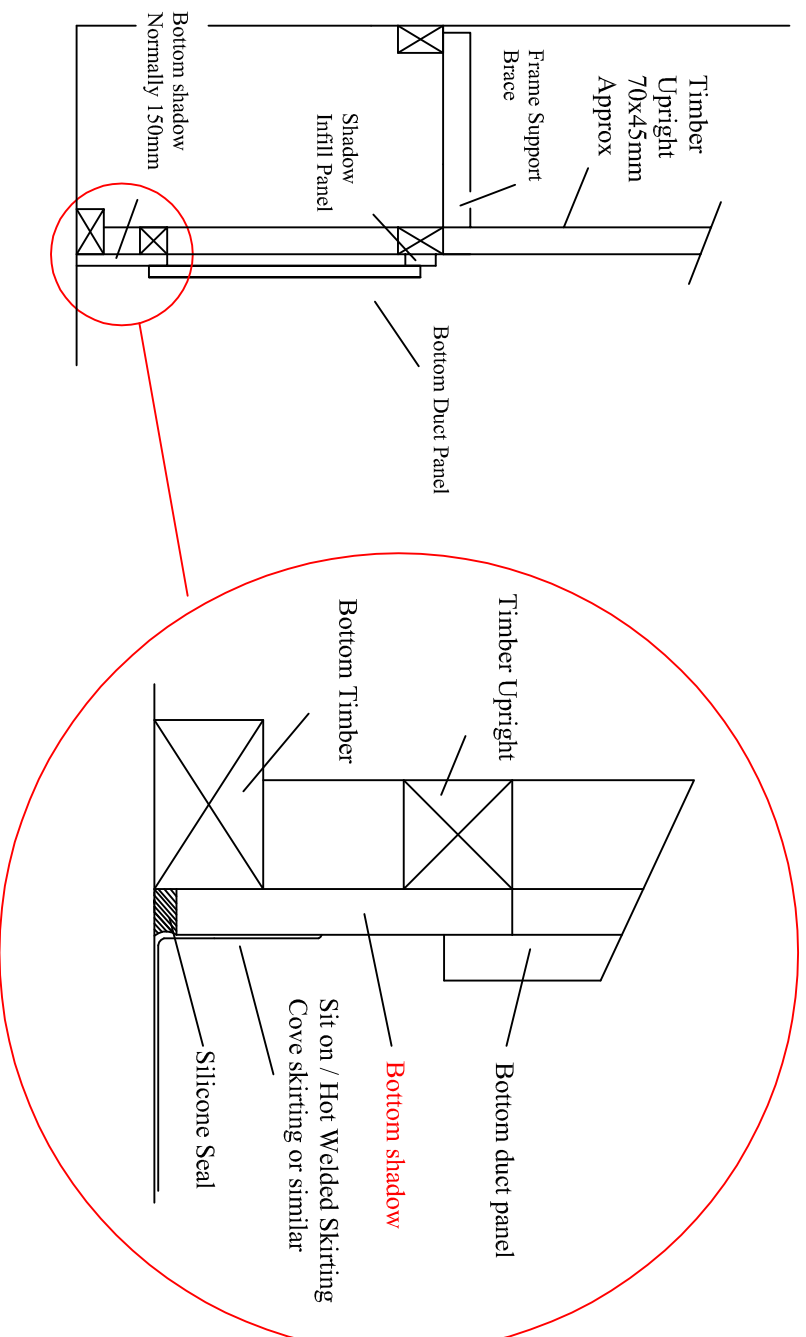 Timber
Upright
70x45mm
Approx
Frame Support
Brace
Shadow
Infill Panel
Bottom shadow
Normally 150mm
Bottom Duct Panel
Timber Upright
Bottom Timber
Bottom duct panel
Bottom shadow
Sit on / Hot Welded Skirting
Cove skirting or similar
Silicone Seal